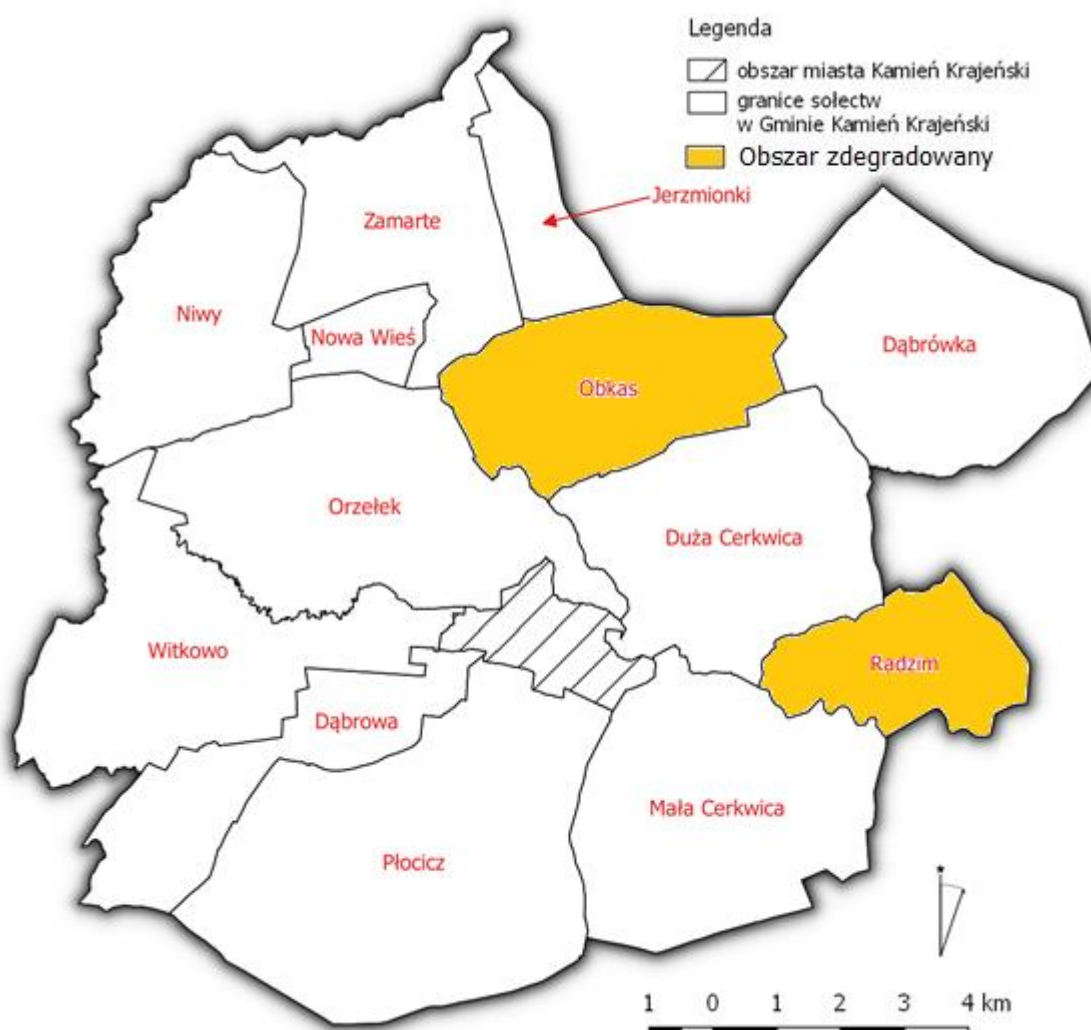 Legenda
obszar miasta Kamień Krajeński
granice sołectw
w Gminie Kamień Krajeński
Obszar zdegradowany
Jerzmionki
Zamarte
Niwy
Nowa Wieś
Dąbrówka
Obkas
Orzełek
Duża Cerkwica
Witkowo
Radzim
Dąbrowa
Mała Cerkwica
Płocicz
1 0 1 2 3 4 km